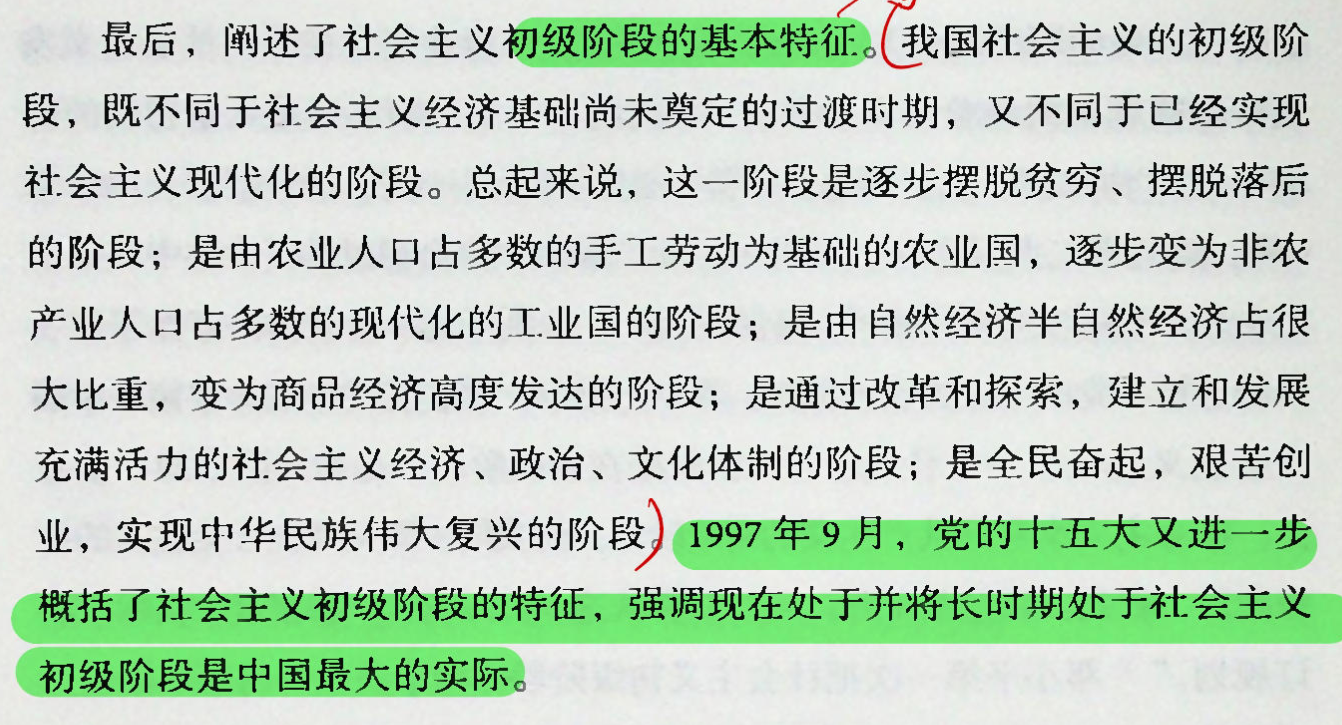 最后，阐述了社会主义初级阶段的基本特征。我国社会主义的初级阶
段，既不同于社会主义经济基础尚未奠定的过渡时期，又不同于已经实现
社会主义现代化的阶段。总起来说，这一阶段是逐步摆脱贫穷、摆脱落后
的阶段；是由农业人口占多数的手工劳动为基础的农业国，逐步变为非农
产业人口占多数的现代化的工业国的阶段；是由自然经济半自然经济占很
大比重，变为商品经济高度发达的阶段；是通过改革和探索，建立和发展
充满活力的社会主义经济、政治、文化体制的阶段；是全民奋起，艰苦创
业，实现中华民族伟大复兴的阶段。1997年9月，党的十五大又进一步
概括了社会主义初级阶段的特征，强调现在处于并将长时期处于社会主义
初级阶段是中国最大的实际。